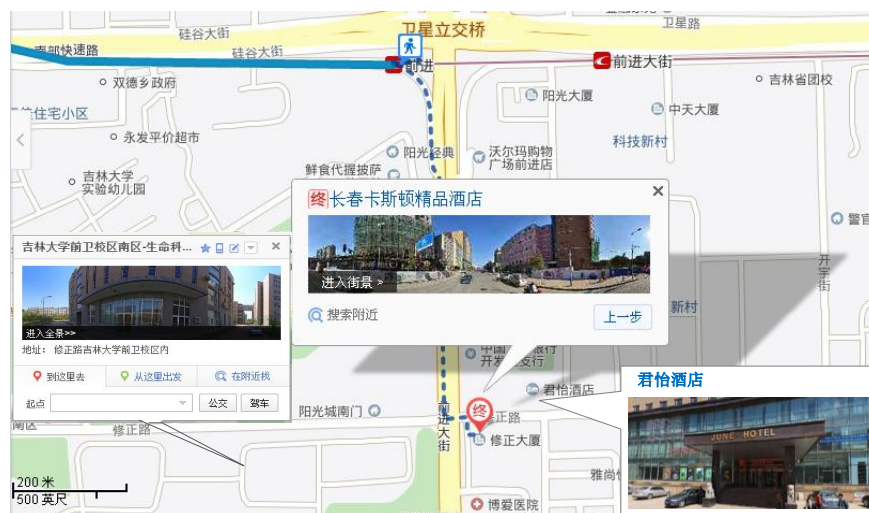 卫星立交桥
卫星路
硅谷大街
硅谷大街
南部快速路
前进
前进大街
双德乡政府
吉林省团校
阳光大厦
中天大厦
住宅小区
永发平价超市
科技新村
阳光经典
沃尔玛购物
广场前进店
鲜食代握披萨
吉林大学
实验幼儿园
终 长春卡斯顿精品酒店
进入街景 >
搜索附近
上一步
吉林大学前卫校区南区-生命科...
进入全景>>
地址: 修正路吉林大学前卫校区内
到这里去
从这里出发
在附近找
起点
公交
驾车
开宇街
新村
开发
支行
君怡酒店
君怡酒店
JUNE HOTEL
阳光城南门
前进大街
终
修正路
修正大厦
修正路
雅尚
博爱医院
200 米
500 英尺